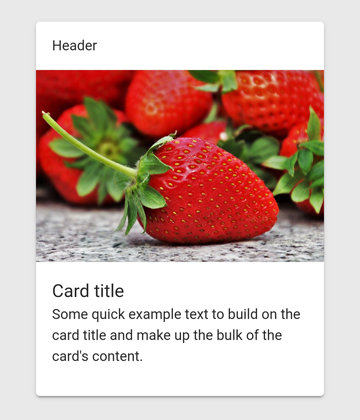 Header
Card title
Some quick example text to build on the
card title and make up the bulk of the
card's content.